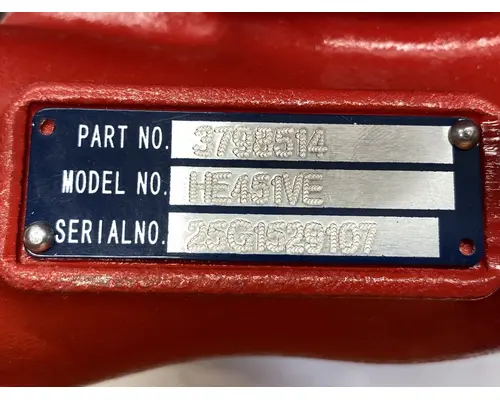 PART NO. 3798514
MODEL NO. HE451VE
SERIALNO. 25G1529107